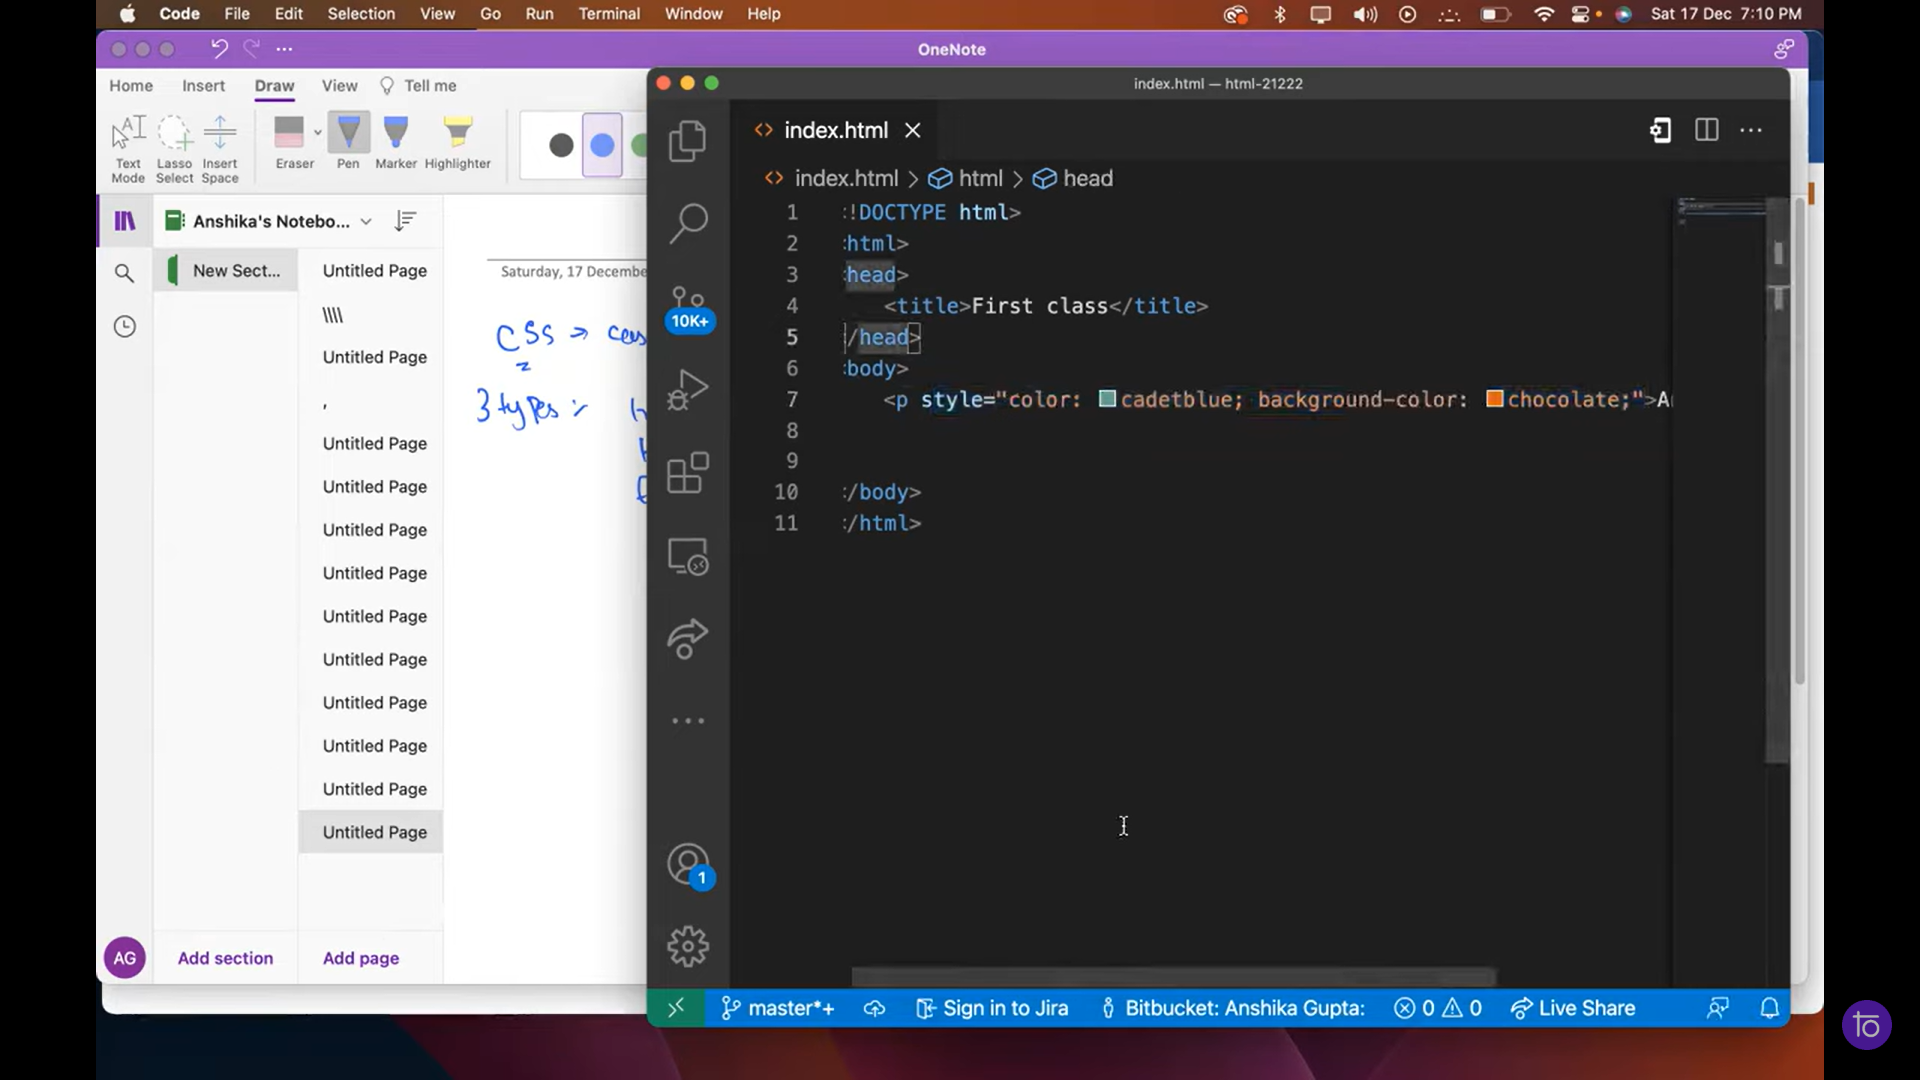 Code File Edit Selection View Go Run Terminal Window Help Sat 17 Dec 7:10 PM
OneNote
Home Insert Draw View Tell me
Text Mode
Lasso Select
Insert Space
Eraser
Pen
Marker
Highlighter
Anshika's Notebo...
New Sect...
Untitled Page
\\\\
Untitled Page
,
Untitled Page
Untitled Page
Untitled Page
Untitled Page
Untitled Page
Untitled Page
Untitled Page
Untitled Page
Untitled Page
Untitled Page
AG
Add section
Add page
Saturday, 17 Decembe
CSS → cas
3 types :-
index.html — html-21222
index.html
index.html > html > head
10K+
1
1 !DOCTYPE html>
2 html>
3 head>
4 <title>First class</title>
5 /head>
6 body>
7 <p style="color: cadetblue; background-color: chocolate;">A
8
9
10 /body>
11 /html>
master*+ Sign in to Jira Bitbucket: Anshika Gupta: 0 0 Live Share
to